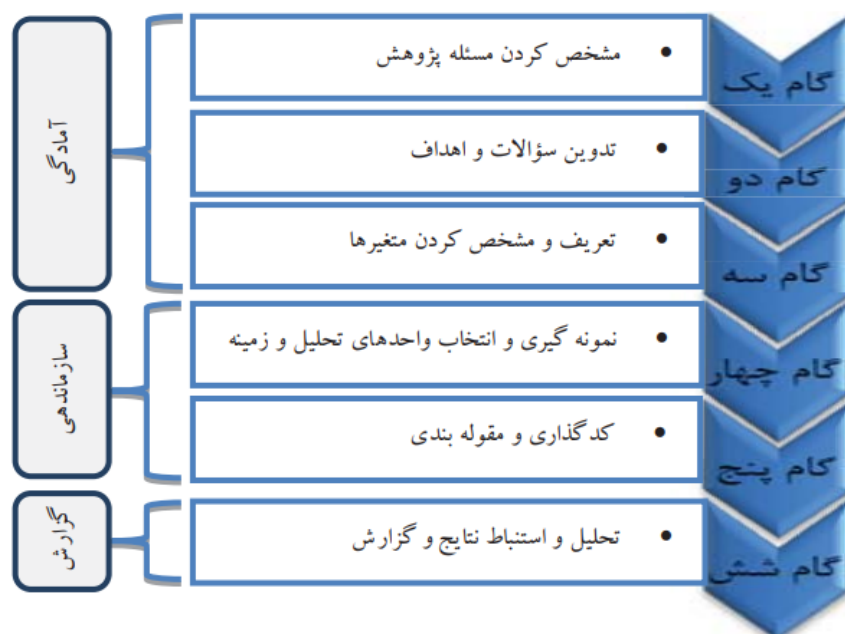 گام یک
• مشخص کردن مسئله پژوهش
گام دو
• تدوین سؤالات و اهداف
گام سه
• تعریف و مشخص کردن متغیرها
آمادگی
گام چهار
• نمونه گیری و انتخاب واحدهای تحلیل و زمینه
گام پنج
• کدگذاری و مقوله بندی
سازماندهی
گام شش
• تحلیل و استنباط نتایج و گزارش
گزارش